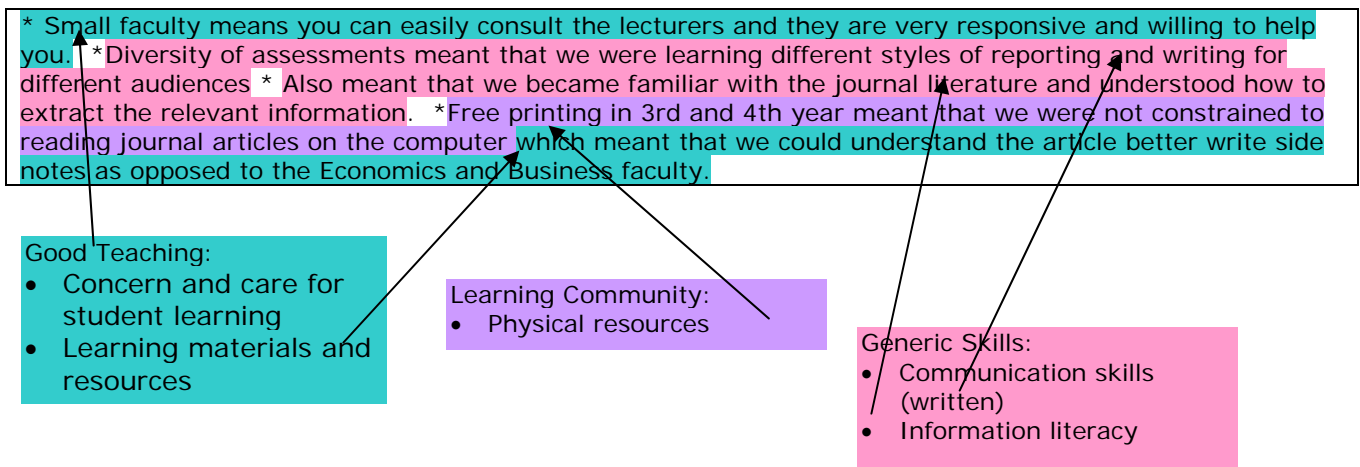 * Small faculty means you can easily consult the lecturers and they are very responsive and willing to help
you. *Diversity of assessments meant that we were learning different styles of reporting and writing for
different audiences * Also meant that we became familiar with the journal literature and understood how to
extract the relevant information. *Free printing in 3rd and 4th year meant that we were not constrained to
reading journal articles on the computer which meant that we could understand the article better write side
notes as opposed to the Economics and Business faculty.
Good Teaching:
• Concern and care for
student learning
• Learning materials and
resources
Learning Community:
• Physical resources
Generic Skills:
• Communication skills
(written)
• Information literacy